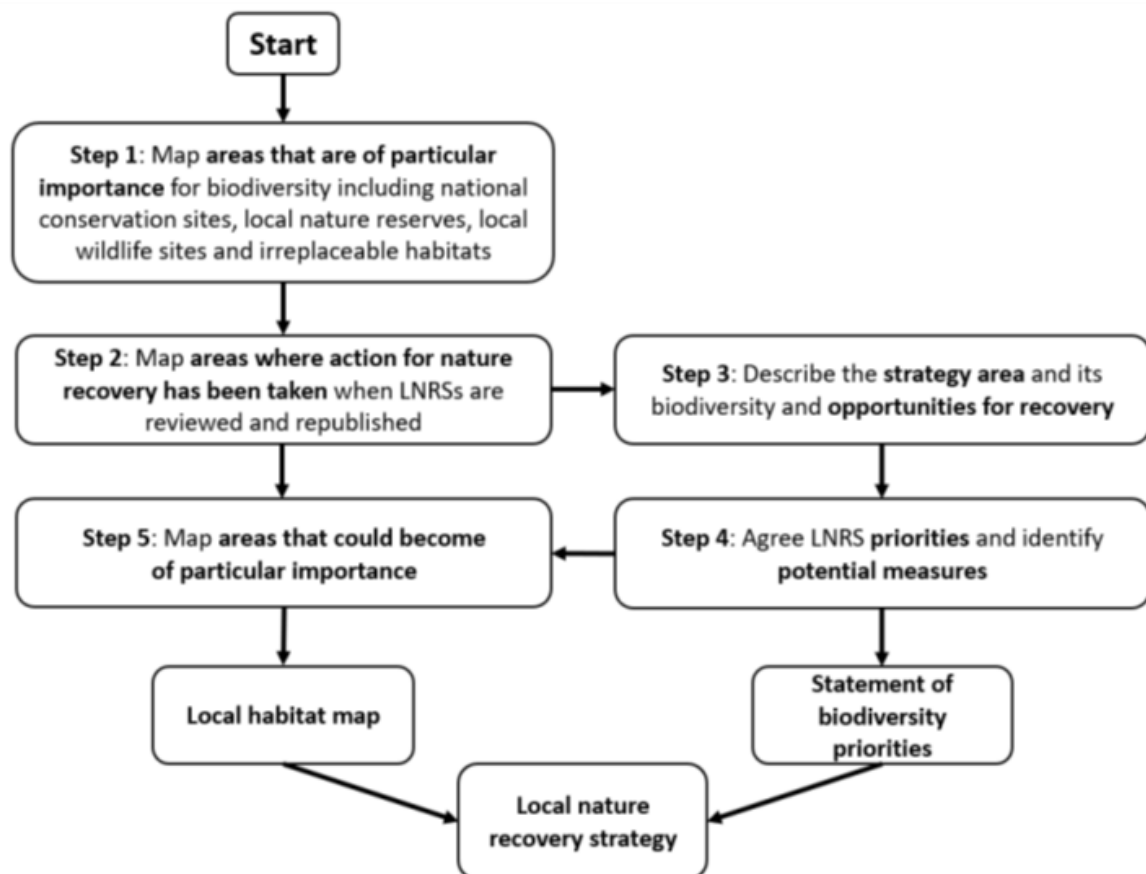 Start
Step 1: Map areas that are of particular
importance for biodiversity including national
conservation sites, local nature reserves, local
wildlife sites and irreplaceable habitats
Step 2: Map areas where action for nature
recovery has been taken when LNRSs are
reviewed and republished
Step 3: Describe the strategy area and its
biodiversity and opportunities for recovery
Step 5: Map areas that could become
of particular importance
Step 4: Agree LNRS priorities and identify
potential measures
Local habitat map
Statement of
biodiversity
priorities
Local nature
recovery strategy